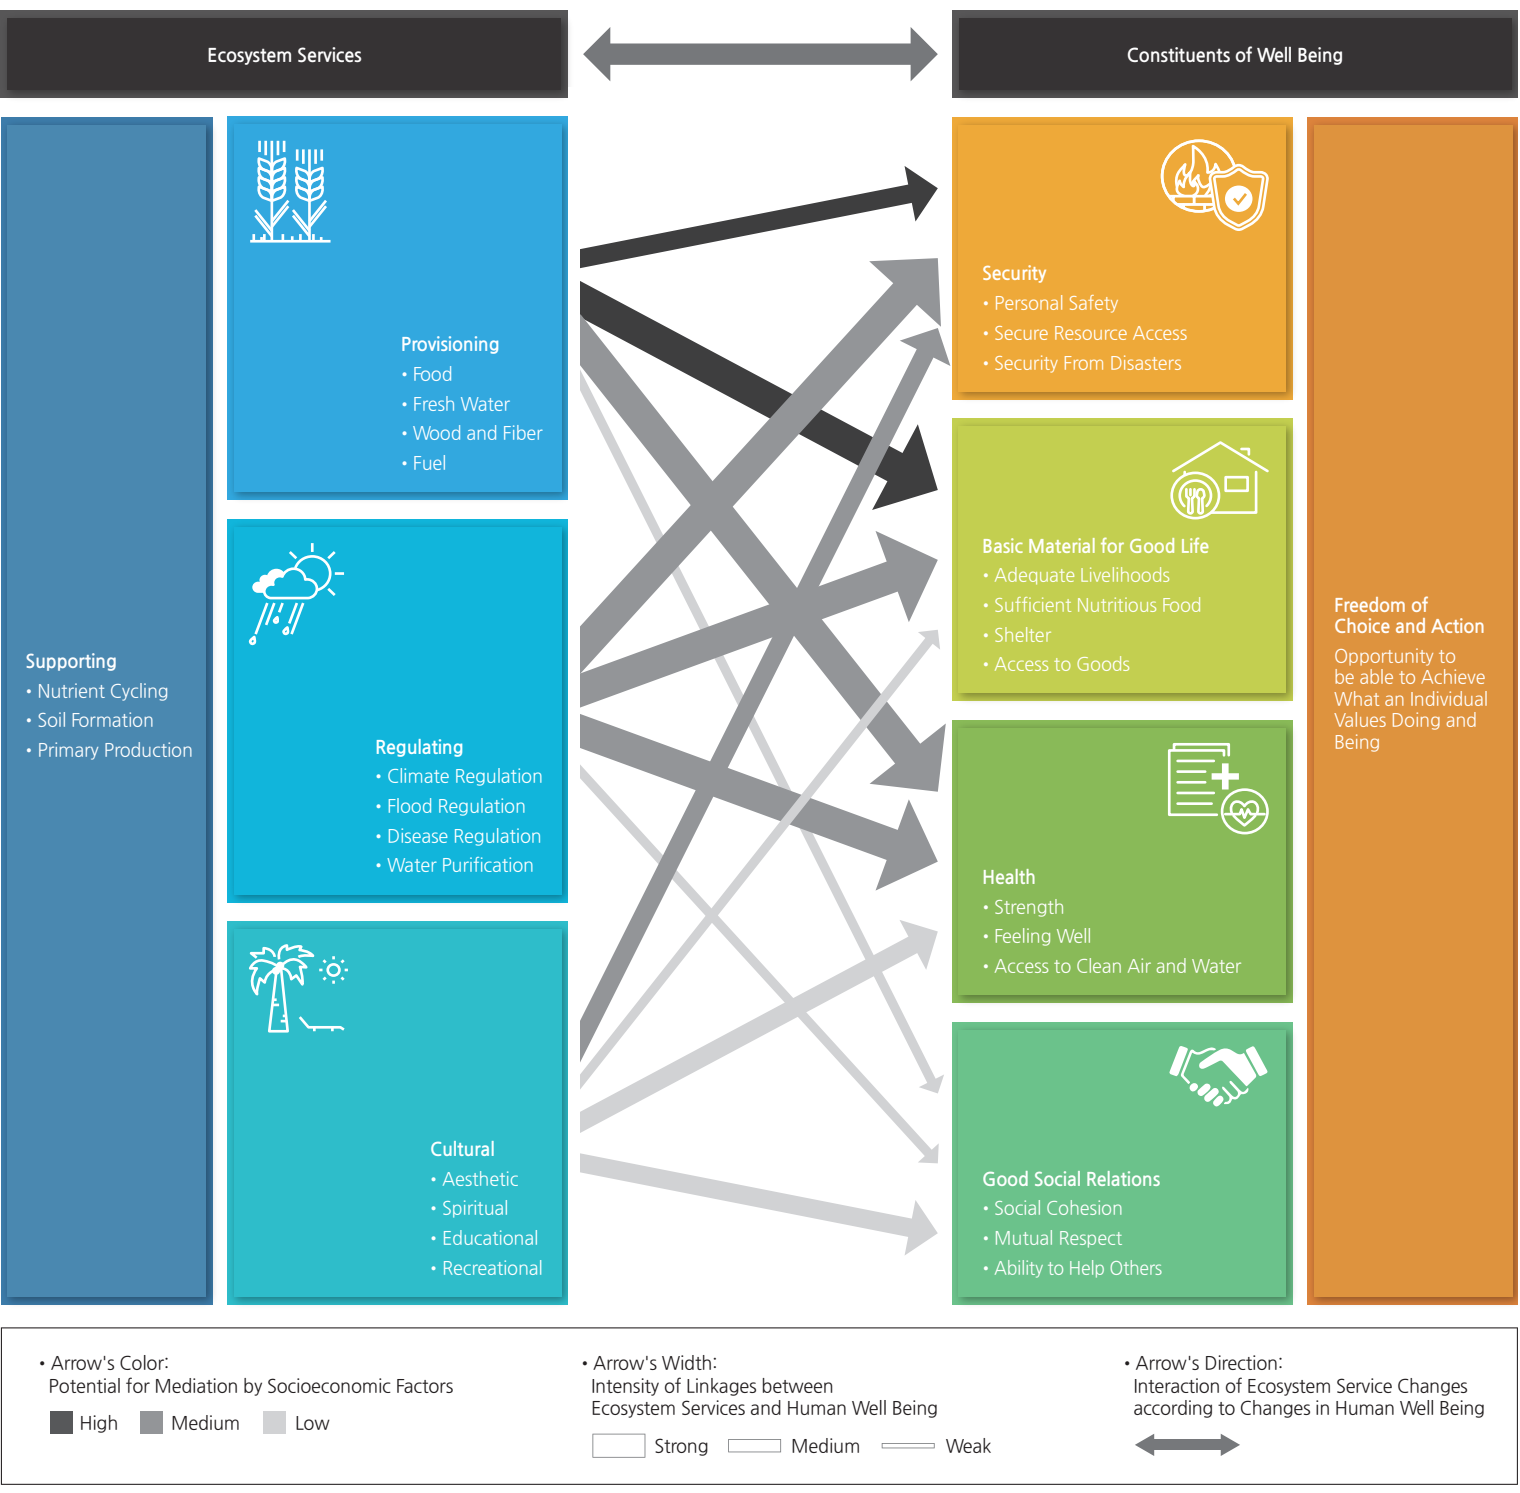 Ecosystem Services
Constituents of Well Being
Supporting
• Nutrient Cycling
• Soil Formation
• Primary Production
Provisioning
• Food
• Fresh Water
• Wood and Fiber
• Fuel
Regulating
• Climate Regulation
• Flood Regulation
• Disease Regulation
• Water Purification
Cultural
• Aesthetic
• Spiritual
• Educational
• Recreational
Security
• Personal Safety
• Secure Resource Access
• Security From Disasters
Basic Material for Good Life
• Adequate Livelihoods
• Sufficient Nutritious Food
• Shelter
• Access to Goods
Health
• Strength
• Feeling Well
• Access to Clean Air and Water
Good Social Relations
• Social Cohesion
• Mutual Respect
• Ability to Help Others
Freedom of
Choice and Action
Opportunity to
be able to Achieve
What an Individual
Values Doing and
Being
• Arrow's Color:
Potential for Mediation by Socioeconomic Factors
High Medium Low
• Arrow's Width:
Intensity of Linkages between
Ecosystem Services and Human Well Being
Strong Medium Weak
• Arrow's Direction:
Interaction of Ecosystem Service Changes
according to Changes in Human Well Being